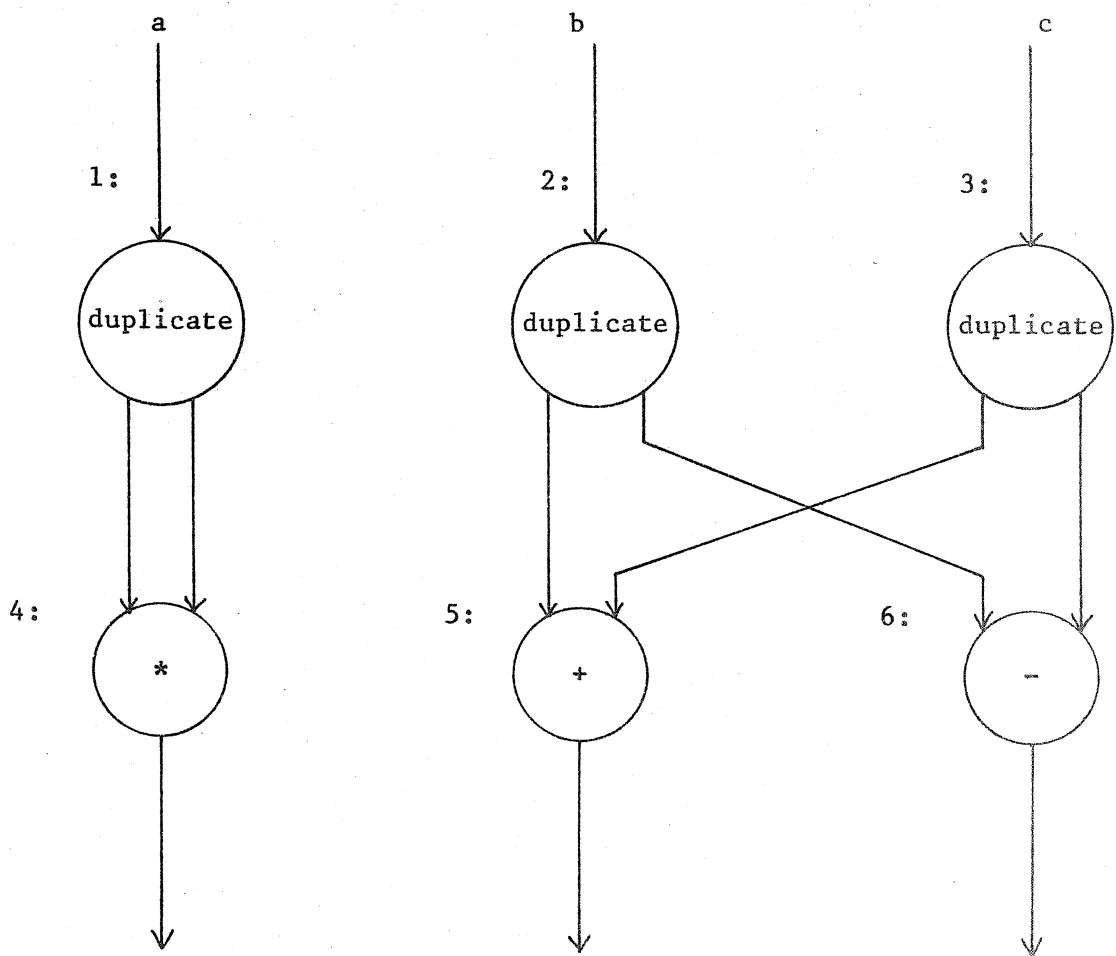 a b c
1: 2: 3:
duplicate duplicate duplicate
4: 5: 6:
* + -